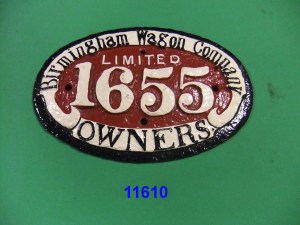 Birmingham Wagon Company
LIMITED
1655
OWNERS
11610